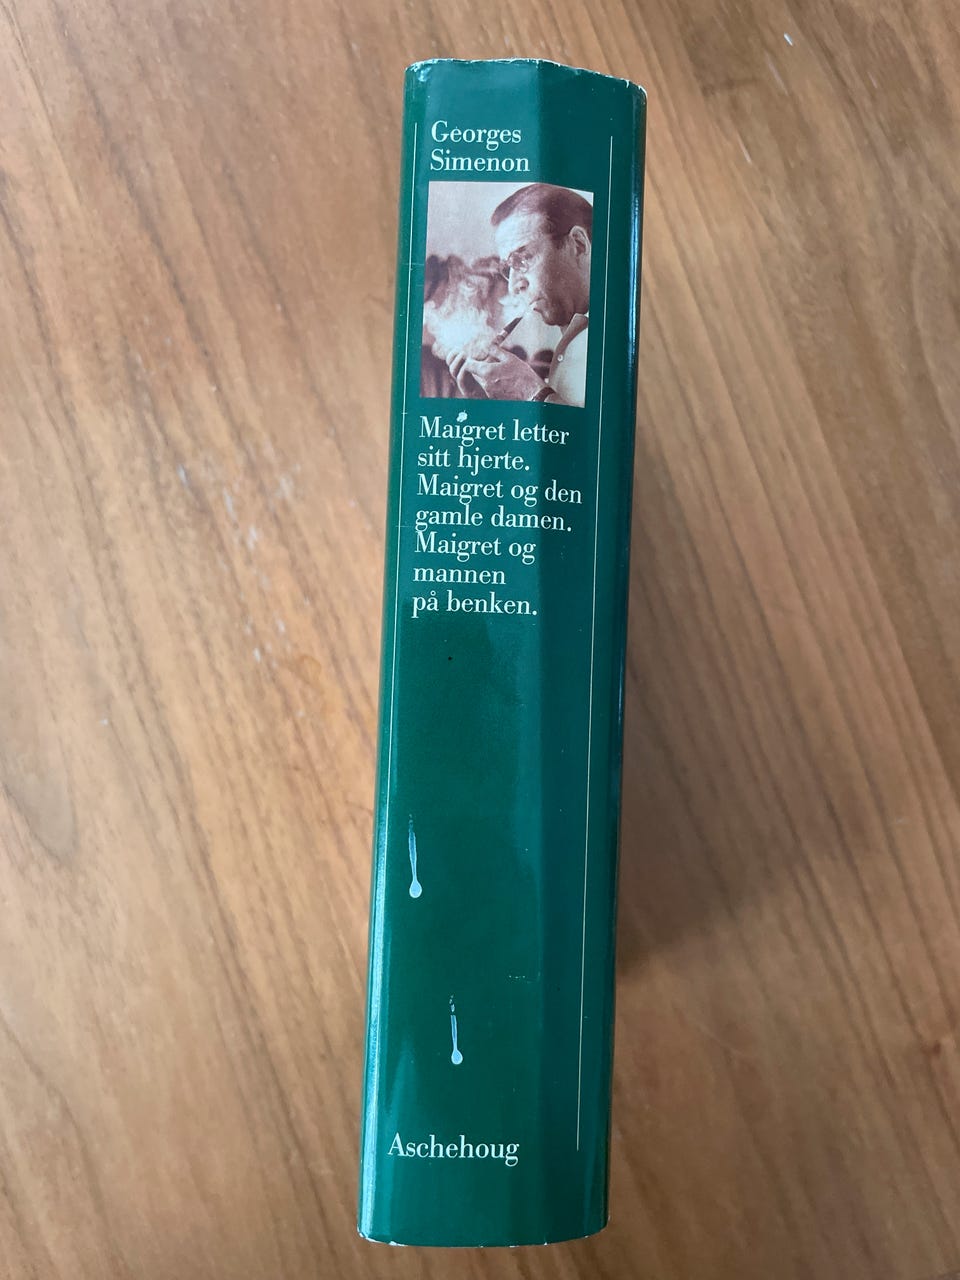 Georges
Simenon
Maigret letter
sitt hjerte.
Maigret og den
gamle damen.
Maigret og
mannen
på benken.
Aschehoug